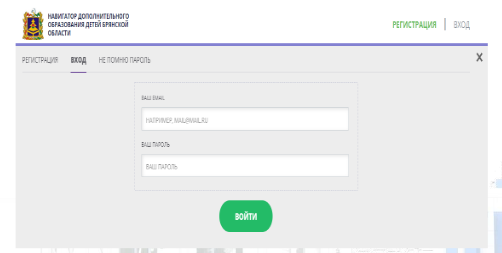 НАВИГАТОР ДОПОЛНИТЕЛЬНОГО
ОБРАЗОВАНИЯ ДЕТЕЙ БРЯНСКОЙ
ОБЛАСТИ
РЕГИСТРАЦИЯ | ВХОД
РЕГИСТРАЦИЯ ВХОД НЕ ПОМНЮ ПАРОЛЬ X
ВАШ EMAIL
НАПРИМЕР, MAIL@MAIL.RU
ВАШ ПАРОЛЬ
ВАШ ПАРОЛЬ
ВОЙТИ